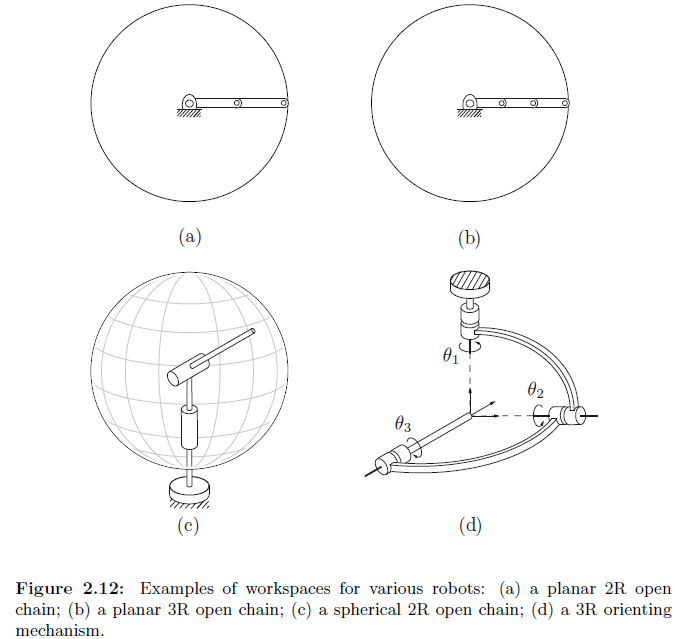 (a)
(b)
θ1
θ2
θ3
(c)
(d)
Figure 2.12: Examples of workspaces for various robots: (a) a planar 2R open
chain; (b) a planar 3R open chain; (c) a spherical 2R open chain; (d) a 3R orienting
mechanism.